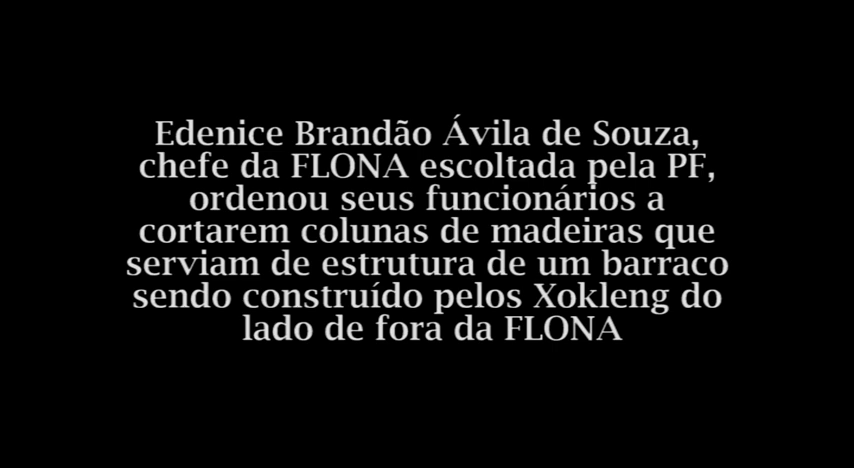 Edenice Brandão Ávila de Souza,
chefe da FLONA escoltada pela PF,
ordenou seus funcionários a
cortarem colunas de madeiras que
serviam de estrutura de um barraco
sendo construído pelos Xokleng do
lado de fora da FLONA